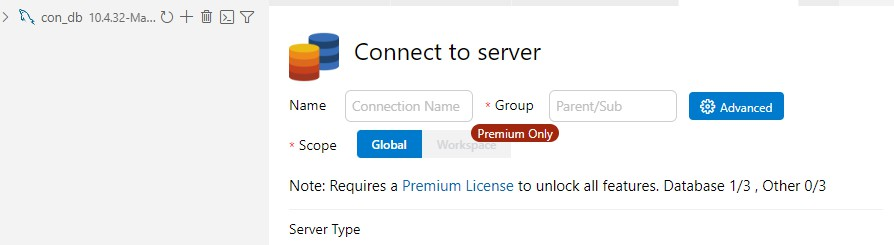 con_db 10.4.32-Ma...
Connect to server
Name Connection Name * Group Parent/Sub Advanced
Premium Only
* Scope Global Workspace
Note: Requires a Premium License to unlock all features. Database 1/3 , Other 0/3
Server Type